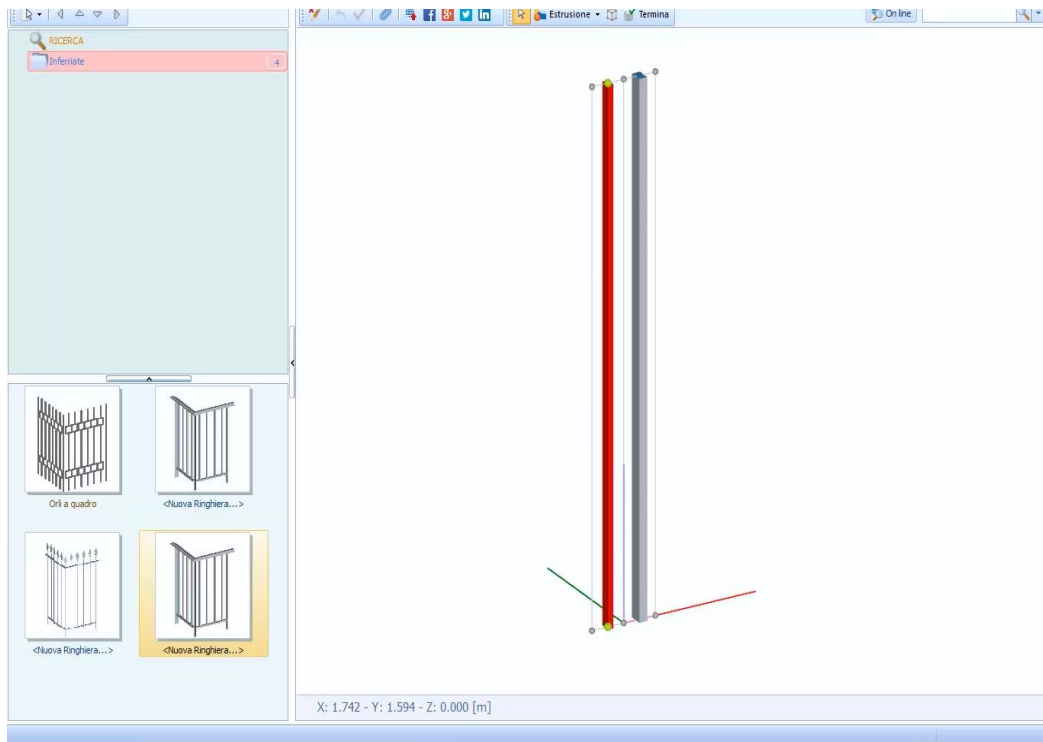 Estrusione
Termina
On line
RICERCA
Inferriate
4
Orli a quadro
<Nuova Ringhiera...>
<Nuova Ringhiera...>
<Nuova Ringhiera...>
X: 1.742 - Y: 1.594 - Z: 0.000 [m]